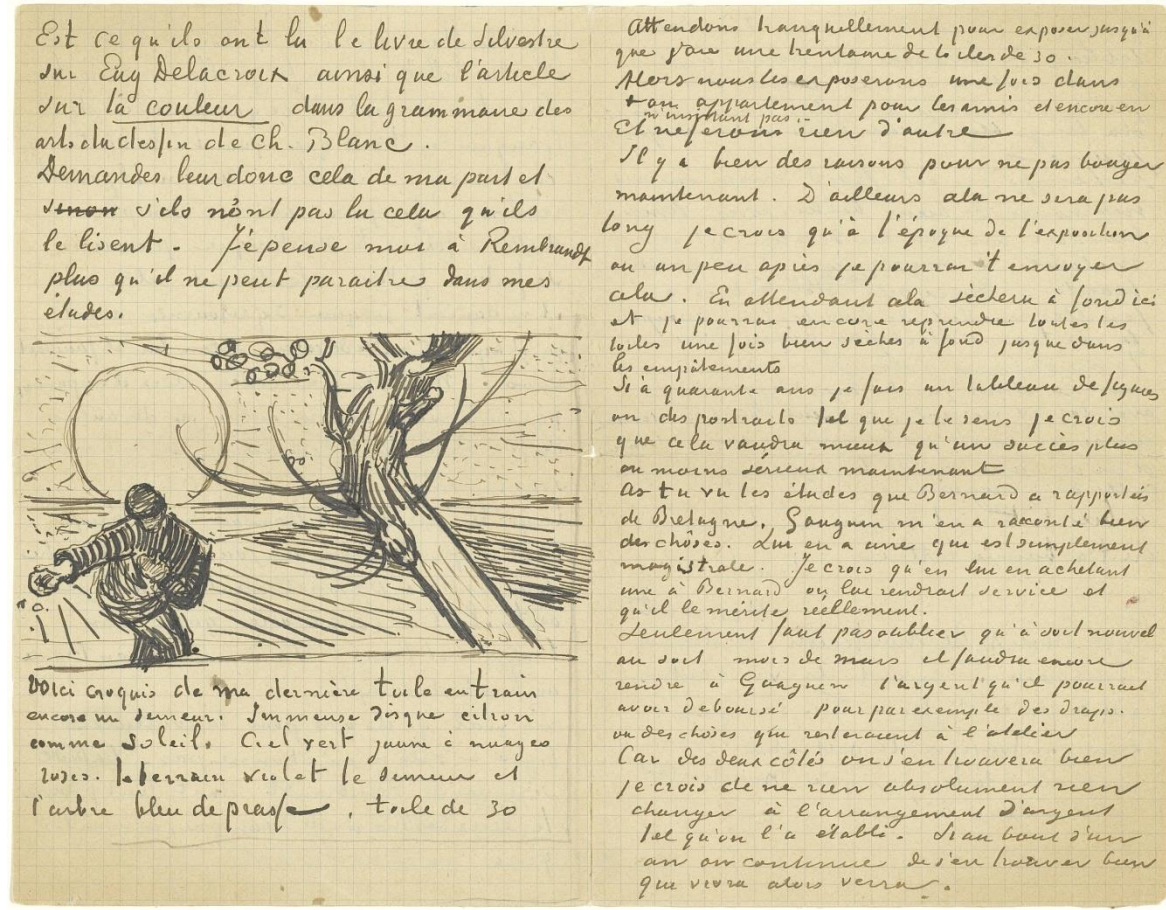 Est ce qu'ils ont lu le livre de Silvestre
sur Eug Delacroix ainsi que l'article
sur la couleur dans la grammaire des
arts du dessin de Ch. Blanc.
Demandes leur donc cela de ma part et
sinon s'ils n'ont pas lu cela qu'ils
le lisent. J'épense moi à Rembrandt
plus qu'il ne peut paraitre dans mes
études.
Voici croquis de ma dernière toile en train
encore un semeur. Immense disque citron
comme soleil. Ciel vert jaune à nuages
roses. le terrain violet le semeur et
l'arbre bleu de prusse. toile de 30
Attendons tranquillement pour exposer jusqu'à
que j'aie une trentaine de toiles de 30.
Alors nous les exposerons une fois dans
ton appartement pour les amis et encore en
n'insistant pas.
Et ne ferons rien d'autre
Il y a bien des raisons pour ne pas bouger
maintenant. D'ailleurs cela ne sera pas
long je crois qu'à l'époque de l'exposition
ou un peu après je pourrai t'envoyer
cela. En attendant cela sèchera à fond ici
et je pourrai encore reprendre toutes les
toiles une fois bien sèches à fond jusque dans
les empâtements
Si à quarante ans je fais un tableau de figures
ou des portraits tel que je le sens je crois
que cela vaudra mieux qu'un succès plus
ou moins sérieux maintenant
As tu vu les études que Bernard a rapportées
de Bretagne. Gauguin m'en a raconté bien
des chôses. Lui en a une que est simplement
magistrale. Je crois qu'en lui en achetant
une à Bernard on lui rendrait service et
qu'il le mérite réellement.
Seulement faut pas oublier qu'à soit nouvel
an soit mois de mars il faudra encore
rendre à Gauguin l'argent qu'il pourrait
avoir deboursé pour par exemple des draps.
ou des choses que resteraient à l'atelier
Car des deux côtés on s'en trouvera bien
je crois de ne rien absolument rien
changer à l'arrangement d'argent
tel qu'on l'a établi. Si au bout d'un
an on continue de s'en trouver bien
que vivra alors verra.